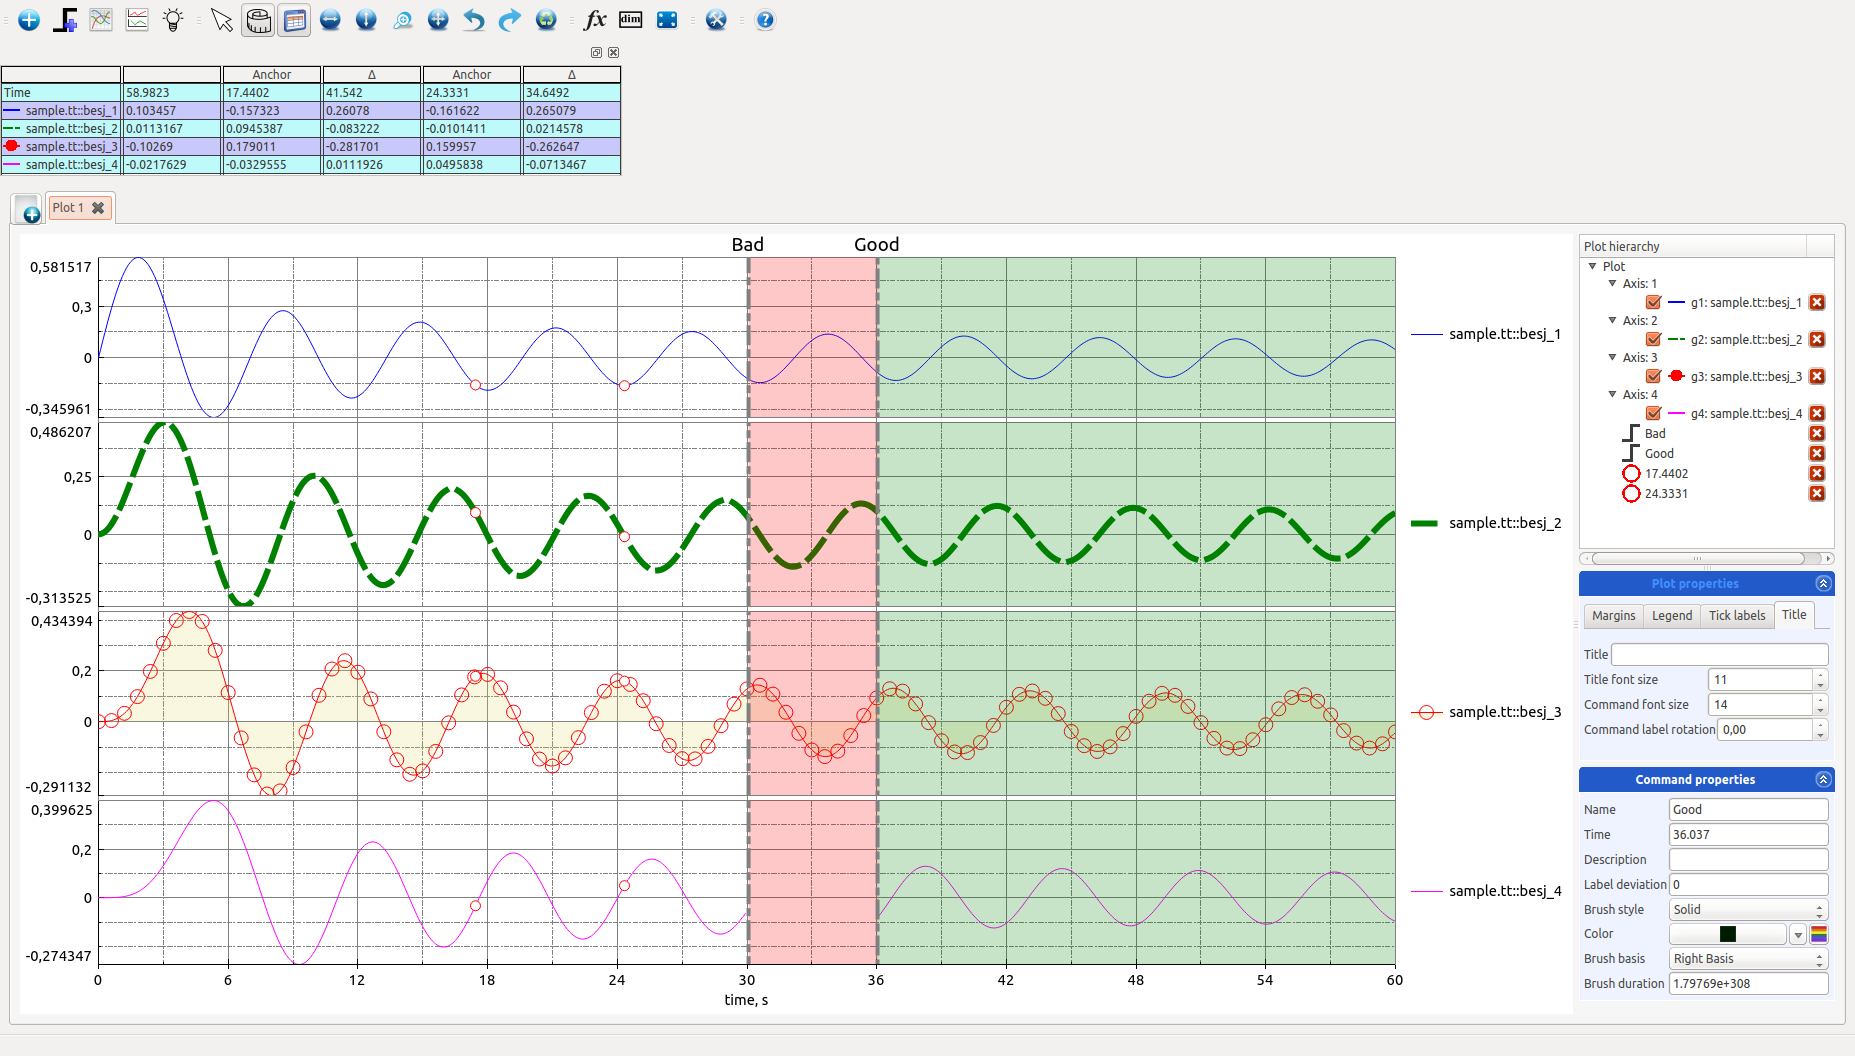 fx dim
Anchor Δ Anchor Δ
Time 58.9823 17.4402 41.542 24.3331 34.6492
sample.tt::besj_1 0.103457 -0.157323 0.26078 -0.161622 0.265079
sample.tt::besj_2 0.0113167 0.0945387 -0.083222 -0.0101411 0.0214578
sample.tt::besj_3 -0.10269 0.179011 -0.281701 0.159957 -0.262647
sample.tt::besj_4 -0.0217629 -0.0329555 0.0111926 0.0495838 -0.0713467
Plot 1
Bad Good
0,581517
0,3
0
-0,345961
sample.tt::besj_1
0,486207
0,25
0
-0,313525
sample.tt::besj_2
0,434394
0,2
0
-0,291132
sample.tt::besj_3
0,399625
0,2
0
-0,274347
sample.tt::besj_4
0 6 12 18 24 30 36 42 48 54 60
time, s
Plot hierarchy
Plot
Axis: 1
g1: sample.tt::besj_1
Axis: 2
g2: sample.tt::besj_2
Axis: 3
g3: sample.tt::besj_3
Axis: 4
g4: sample.tt::besj_4
Bad
Good
17.4402
24.3331
Plot properties
Margins Legend Tick labels Title
Title
Title font size 11
Command font size 14
Command label rotation 0,00
Command properties
Name Good
Time 36.037
Description
Label deviation 0
Brush style Solid
Color
Brush basis Right Basis
Brush duration 1.79769e+308